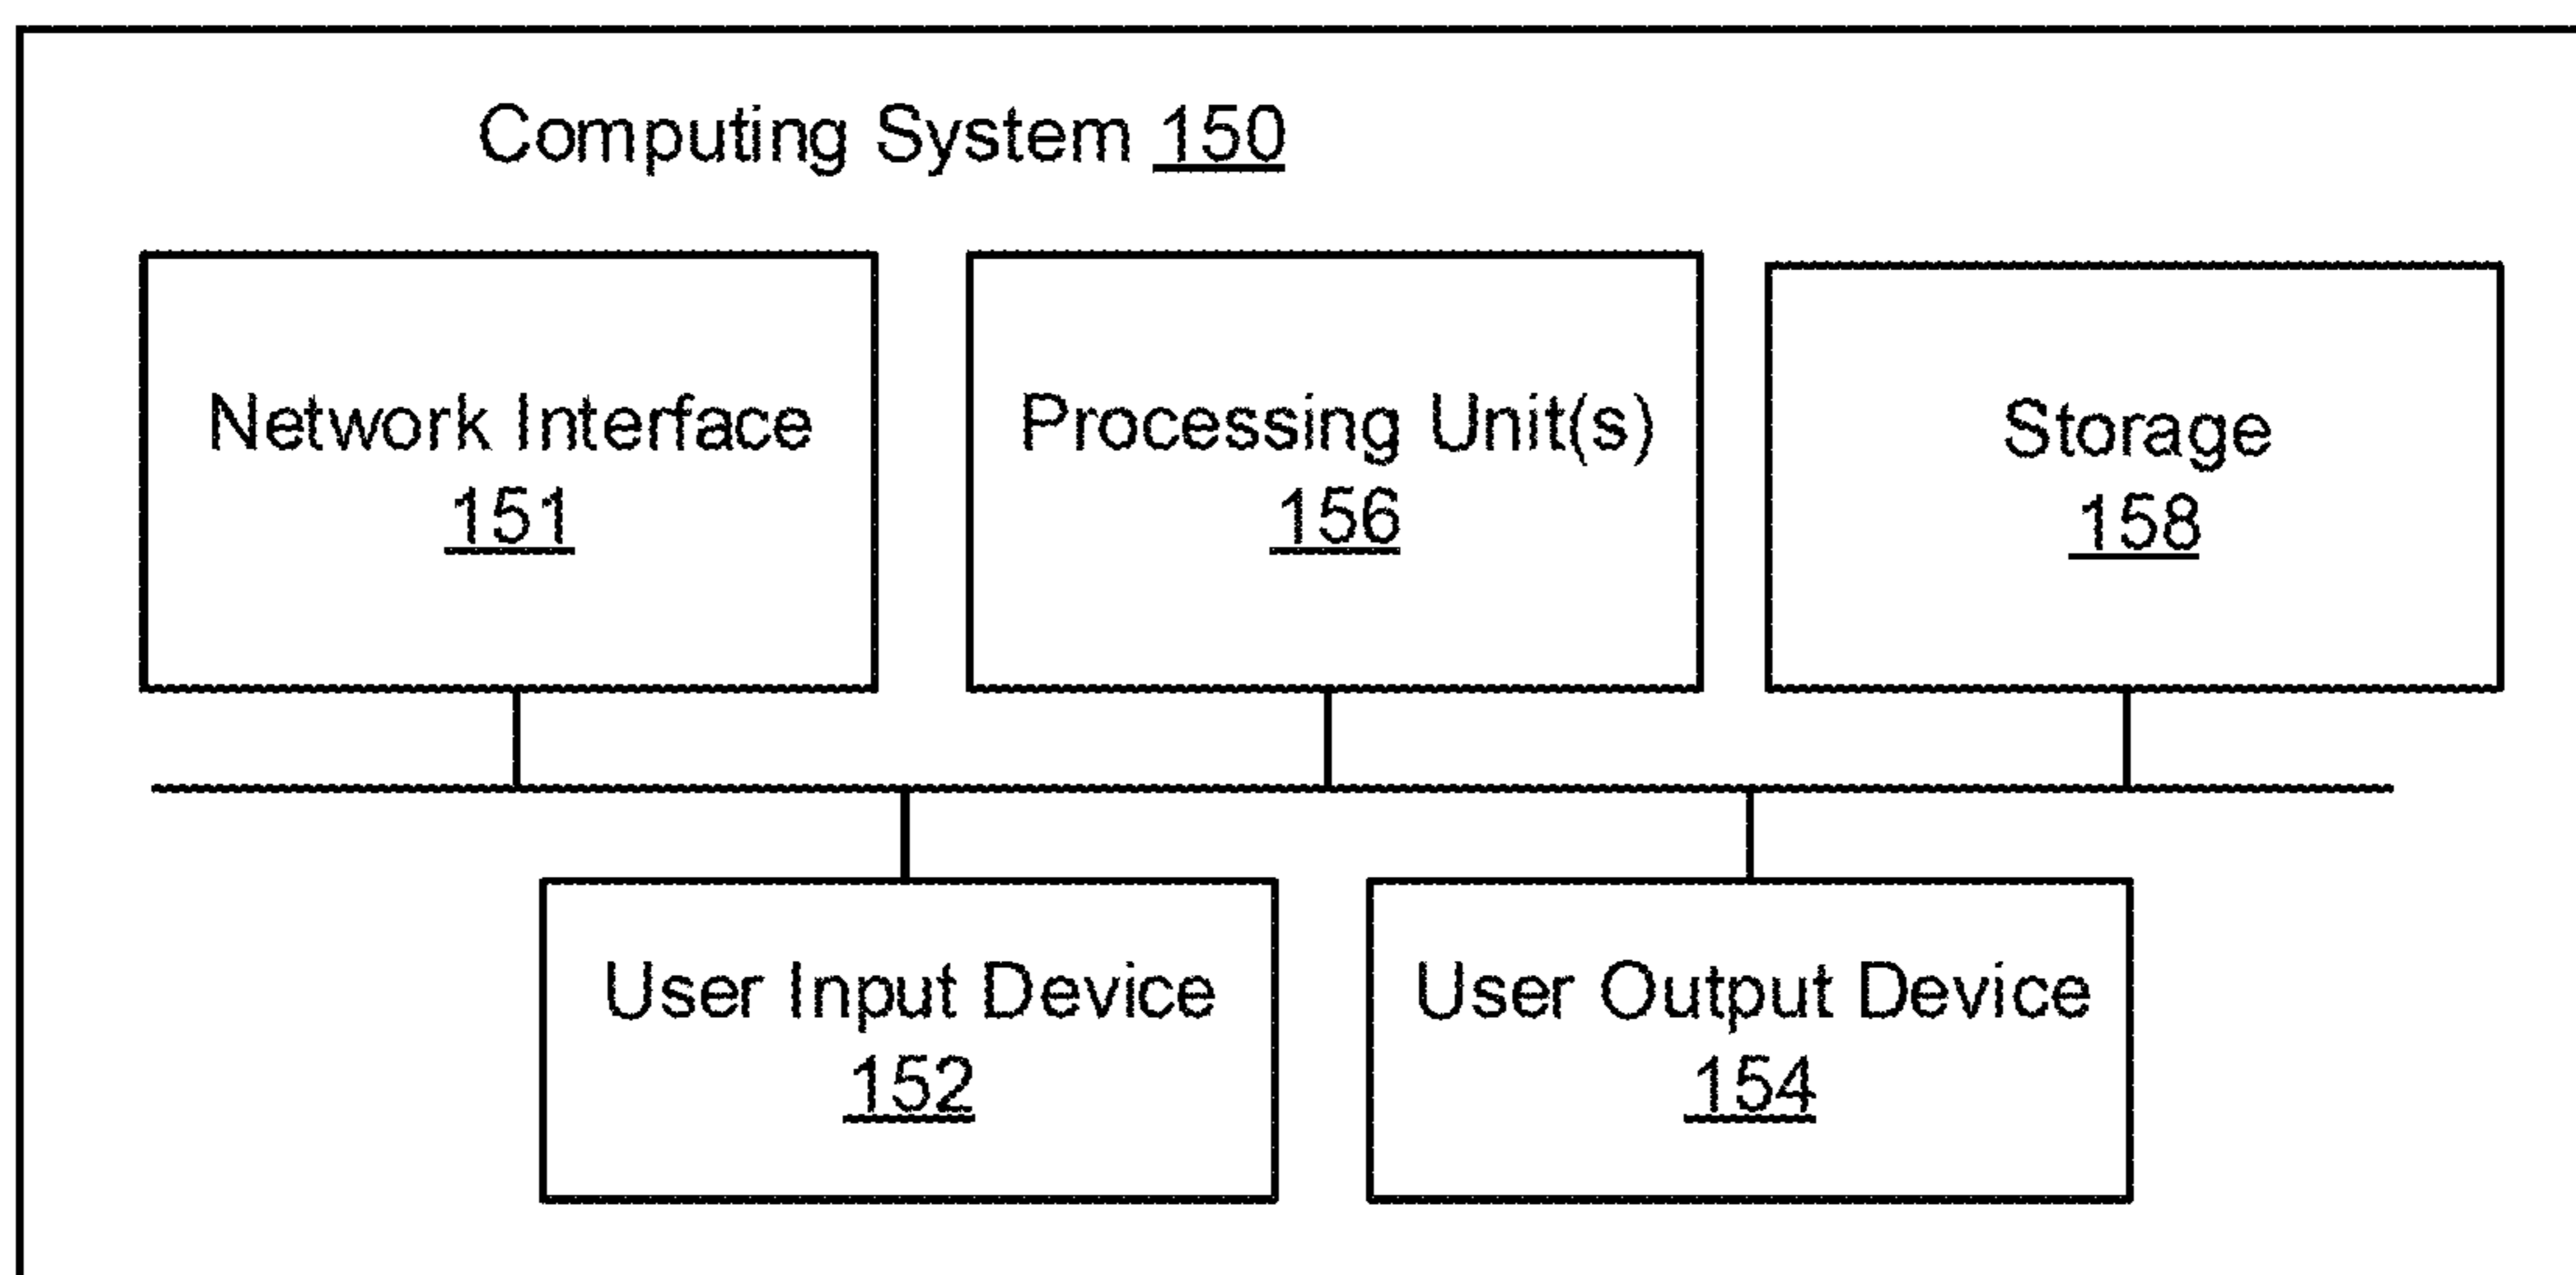 Computing System 150
Network Interface
151
Processing Unit(s)
156
Storage
158
User Input Device
152
User Output Device
154